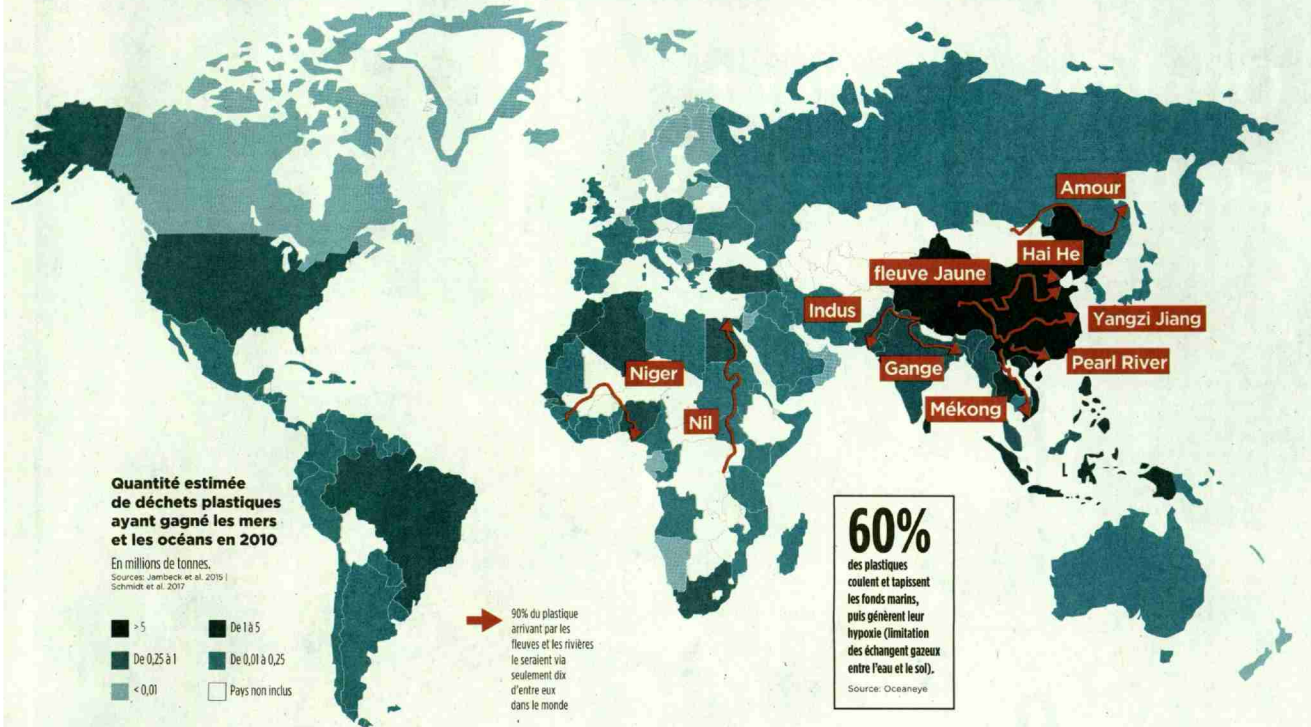 Amour
Hai He
fleuve Jaune
Indus
Yangzi Jiang
Pearl River
Gange
Niger
Mékong
Nil
Quantité estimée
de déchets plastiques
ayant gagné les mers
et les océans en 2010
En millions de tonnes.
Sources: Jambeck et al. 2015 |
Schmidt et al. 2017
> 5
De 1 à 5
De 0,25 à 1
De 0,01 à 0,25
< 0,01
Pays non inclus
90% du plastique
arrivant par les
fleuves et les rivières
le seraient via
seulement dix
d'entre eux
dans le monde
60%
des plastiques
coulent et tapissent
les fonds marins,
puis génèrent leur
hypoxie (limitation
des échangent gazeux
entre l'eau et le sol).
Source: Oceaneye